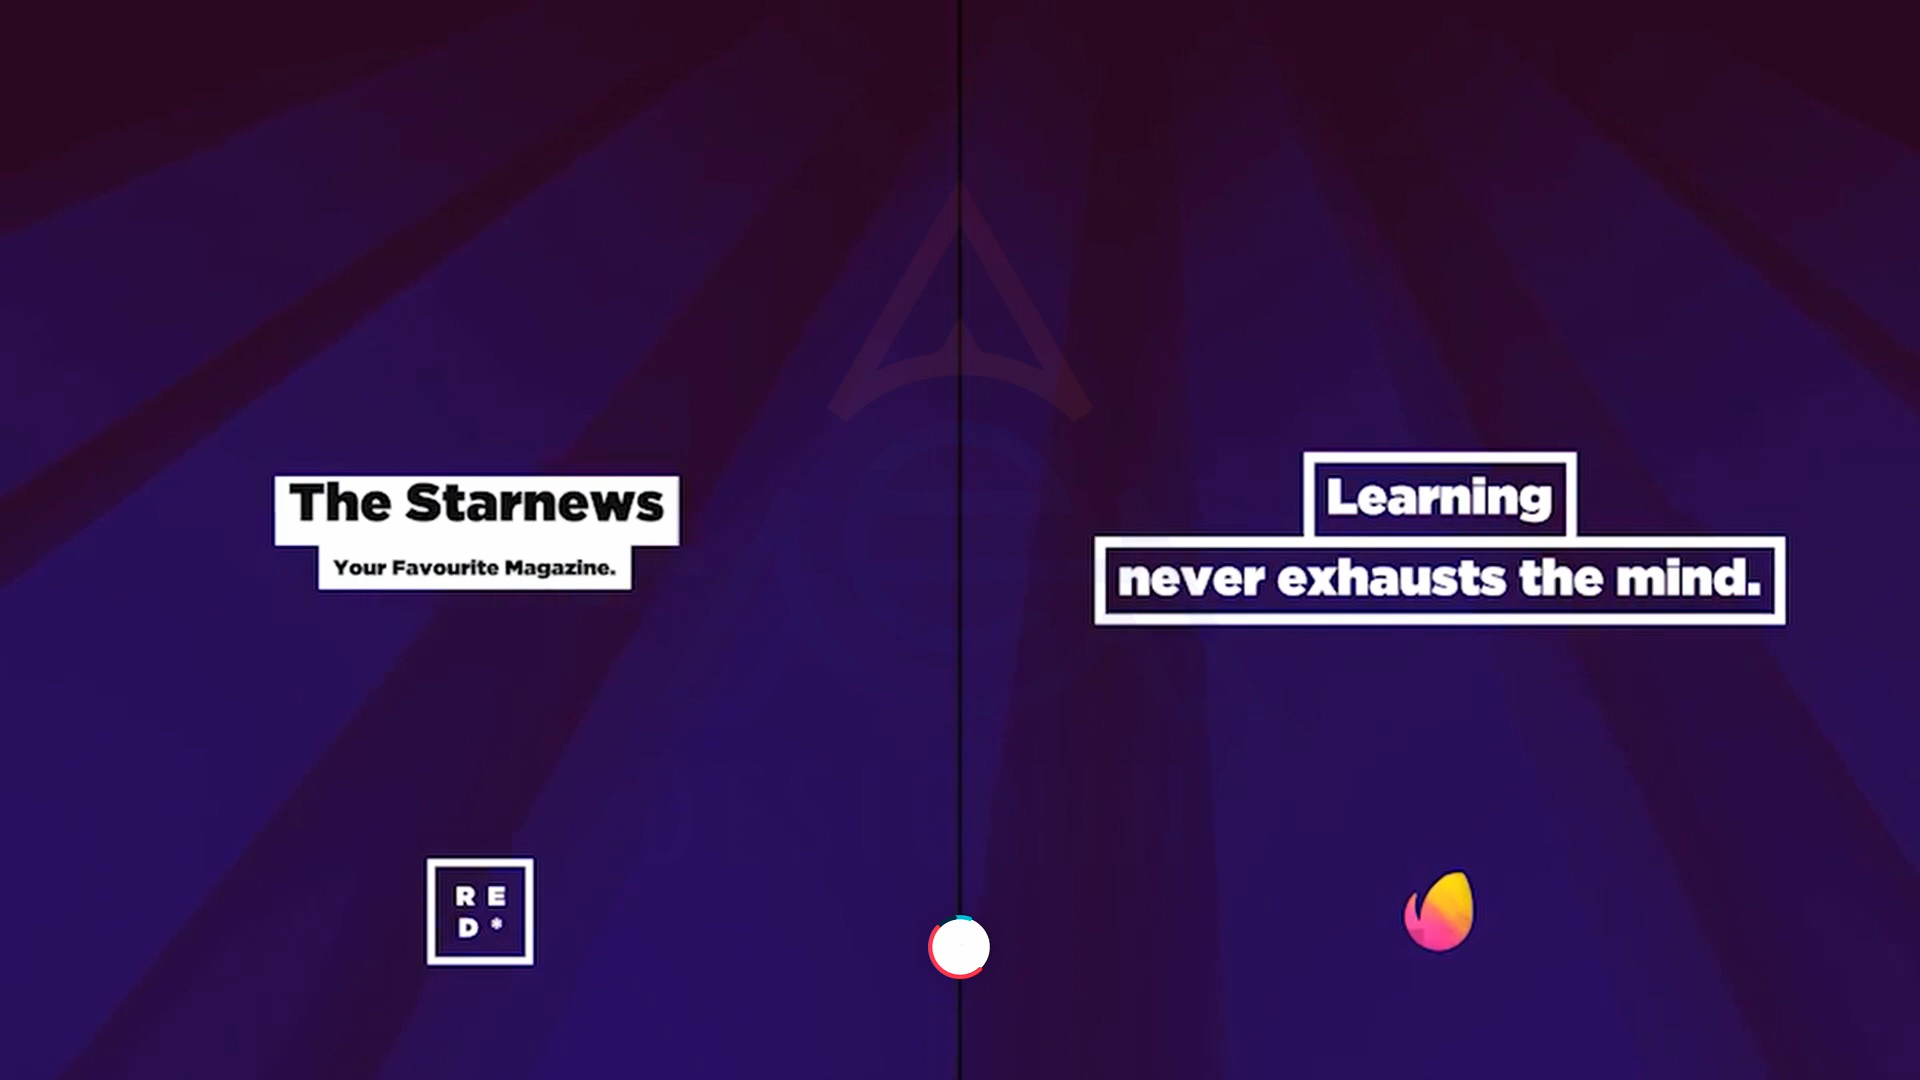 The Starnews
Your Favourite Magazine.
R E
D *
Learning
never exhausts the mind.